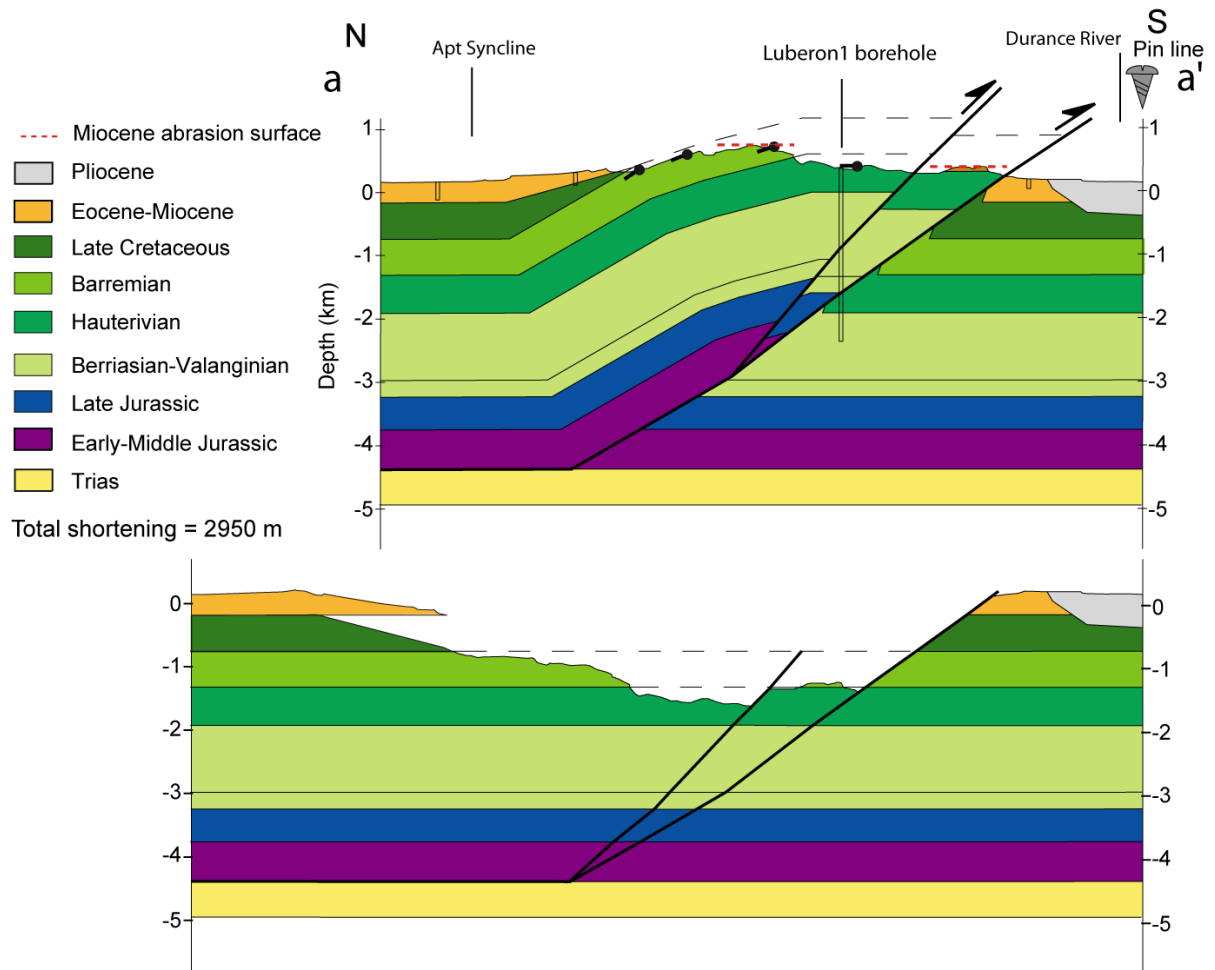 N
S
Apt Syncline
Luberon1 borehole
Durance River
Pin line
a
a'
Miocene abrasion surface
Pliocene
Eocene-Miocene
Late Cretaceous
Barremian
Hauterivian
Berriasian-Valanginian
Late Jurassic
Early-Middle Jurassic
Trias
Total shortening = 2950 m
Depth (km)
1
0
-1
-2
-3
-4
-5
1
0
-1
-2
-3
-4
-5
0
-1
-2
-3
-4
-5
0
-1
-2
-3
-4
-5